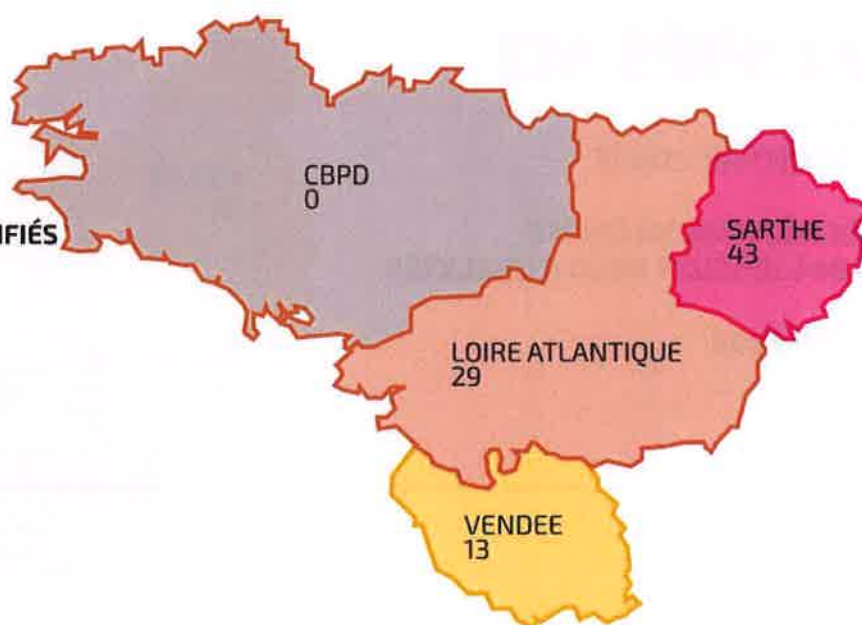 CBPD
0
IFIÉS
SARTHE
43
LOIRE ATLANTIQUE
29
VENDEE
13